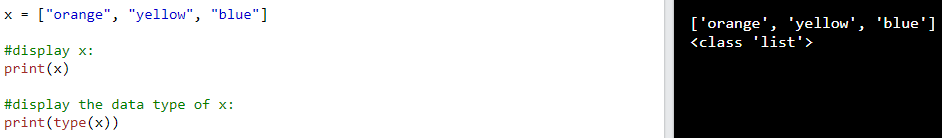 x = ["orange", "yellow", "blue"]
#display x:
print(x)
#display the data type of x:
print(type(x))
['orange', 'yellow', 'blue']
<class 'list'>